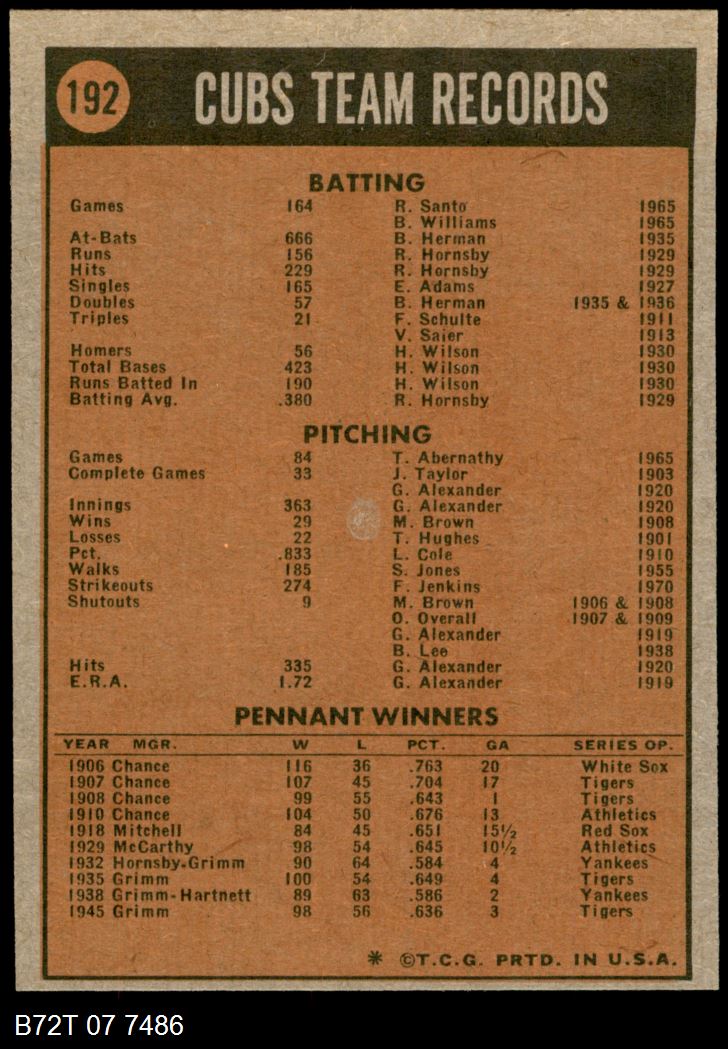 192 CUBS TEAM RECORDS
BATTING
Games 164 R. Santo 1965
B. Williams 1965
At-Bats 666 B. Herman 1935
Runs 156 R. Hornsby 1929
Hits 229 R. Hornsby 1929
Singles 165 E. Adams 1927
Doubles 57 B. Herman 1935 & 1936
Triples 21 F. Schulte 1911
V. Saier 1913
Homers 56 H. Wilson 1930
Total Bases 423 H. Wilson 1930
Runs Batted In 190 H. Wilson 1930
Batting Avg. .380 R. Hornsby 1929
PITCHING
Games 84 T. Abernathy 1965
Complete Games 33 J. Taylor 1903
G. Alexander 1920
Innings 363 G. Alexander 1920
Wins 29 M. Brown 1908
Losses 22 T. Hughes 1901
Pct. .833 L. Cole 1910
Walks 185 S. Jones 1955
Strikeouts 274 F. Jenkins 1970
Shutouts 9 M. Brown 1906 & 1908
O. Overall 1907 & 1909
G. Alexander 1919
B. Lee 1938
Hits 335 G. Alexander 1920
E.R.A. 1.72 G. Alexander 1919
PENNANT WINNERS
YEAR MGR. W L PCT. GA SERIES OP.
1906 Chance 116 36 .763 20 White Sox
1907 Chance 107 45 .704 17 Tigers
1908 Chance 99 55 .643 1 Tigers
1910 Chance 104 50 .676 13 Athletics
1918 Mitchell 84 45 .651 15½ Red Sox
1929 McCarthy 98 54 .645 10½ Athletics
1932 Hornsby-Grimm 90 64 .584 4 Yankees
1935 Grimm 100 54 .649 4 Tigers
1938 Grimm-Hartnett 89 63 .586 2 Yankees
1945 Grimm 98 56 .636 3 Tigers
* ©T.C.G. PRTD. IN U.S.A.
B72T 07 7486